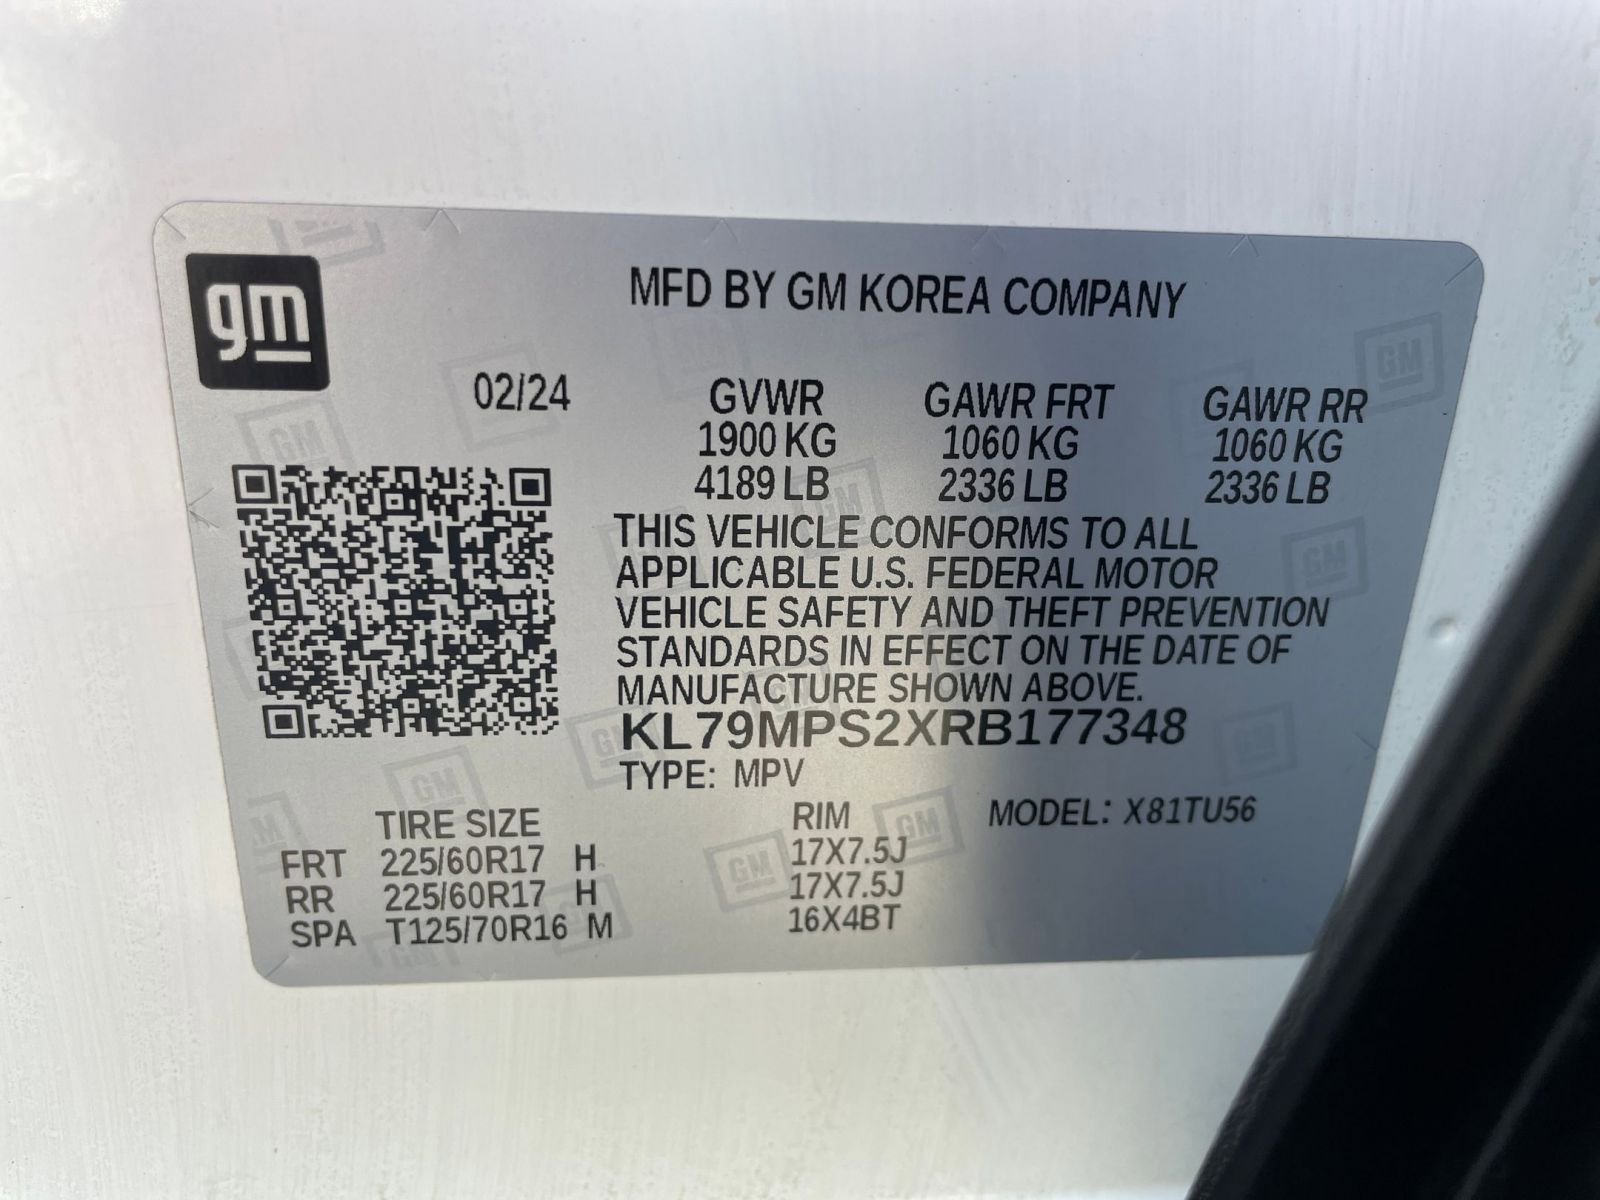 gm
MFD BY GM KOREA COMPANY
02/24 GVWR GAWR FRT GAWR RR
1900 KG 1060 KG 1060 KG
4189 LB 2336 LB 2336 LB
THIS VEHICLE CONFORMS TO ALL
APPLICABLE U.S. FEDERAL MOTOR
VEHICLE SAFETY AND THEFT PREVENTION
STANDARDS IN EFFECT ON THE DATE OF
MANUFACTURE SHOWN ABOVE.
KL79MPS2XRB177348
TYPE: MPV
TIRE SIZE RIM MODEL: X81TU56
FRT 225/60R17 H 17X7.5J
RR 225/60R17 H 17X7.5J
SPA T125/70R16 M 16X4BT